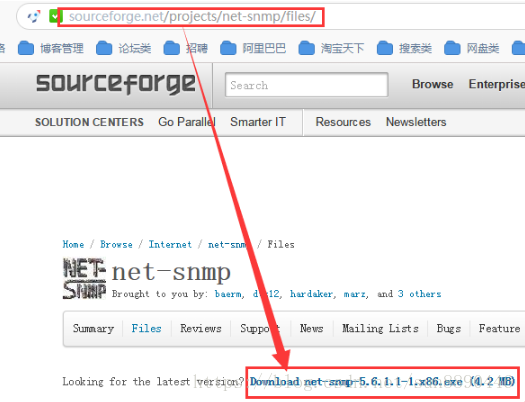 sourceforge.net/projects/net-snmp/files/
博客管理 论坛类 招聘 阿里巴巴 淘宝天下 搜索类 网盘类
sourceforge Search Browse Enterprise
SOLUTION CENTERS Go Parallel Smarter IT Resources Newsletters
Home / Browse / Internet / net-snmp / Files
NET-SNMP net-snmp
Brought to you by: baerm, hardaker, marz, and 3 others
Summary Files Reviews Support News Mailing Lists Bugs Feature
Looking for the latest version? Download net-snmp-5.6.1.1-1.x86.exe (4.2 MB)